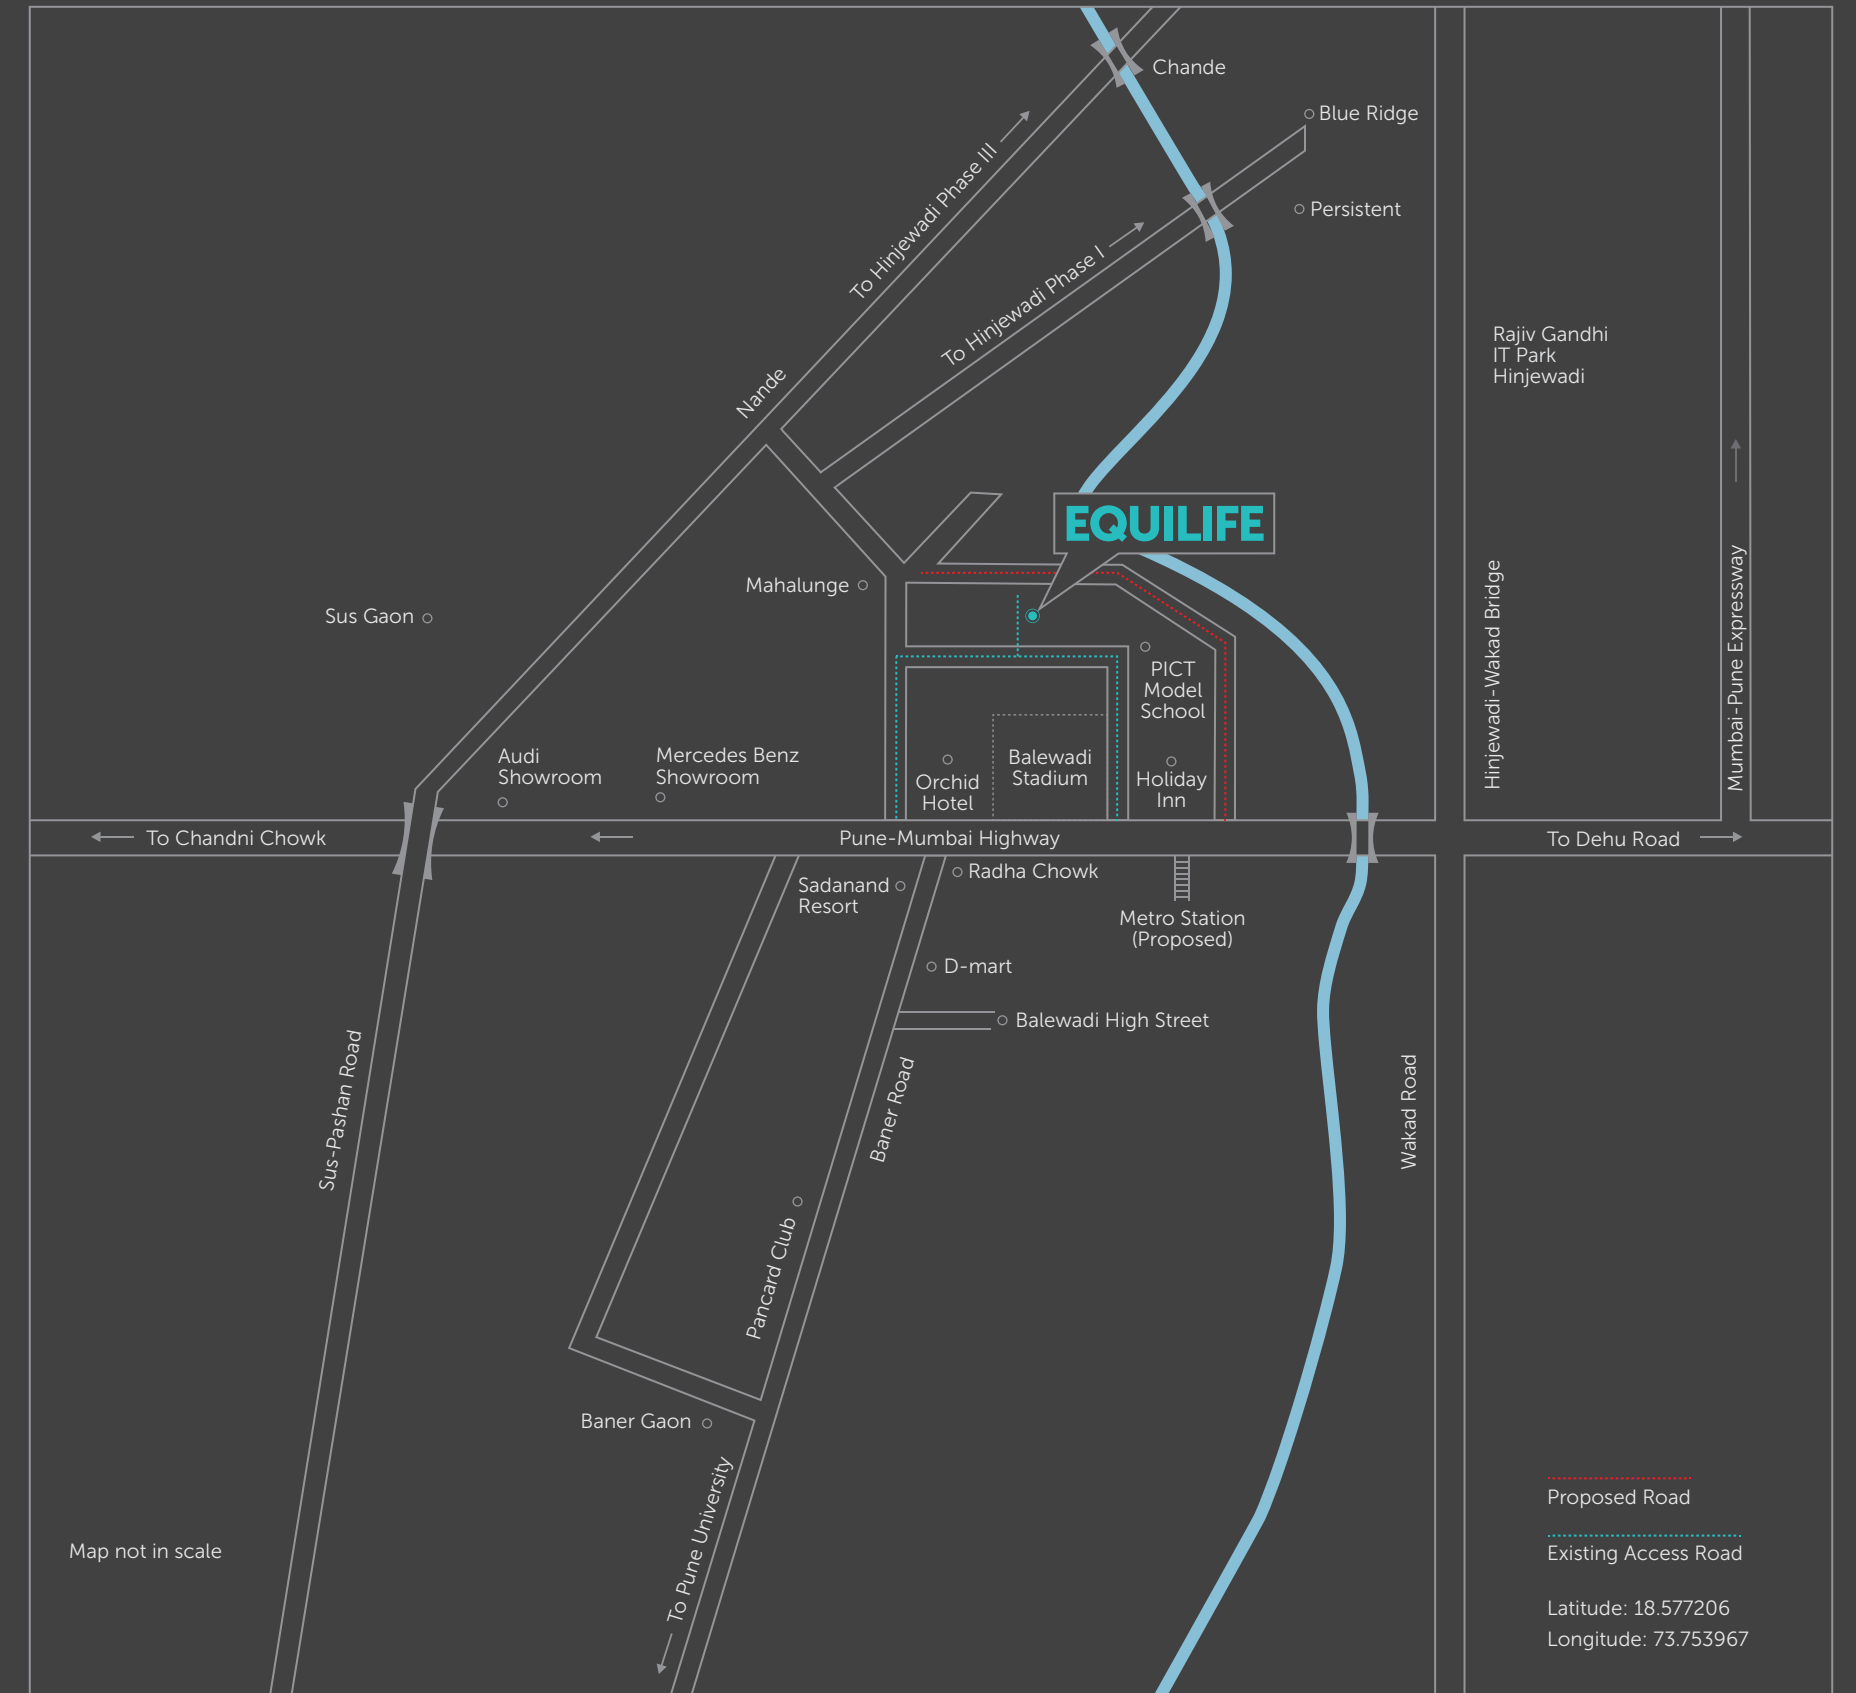 Chande
Blue Ridge
To Hinjewadi Phase III
Persistent
To Hinjewadi Phase I
Rajiv Gandhi
IT Park
Hinjewadi
Nande
EQUILIFE
Mahalunge
Sus Gaon
Hinjewadi-Wakad Bridge
Mumbai-Pune Expressway
PICT
Model
School
Audi
Showroom
Mercedes Benz
Showroom
Orchid
Hotel
Balewadi
Stadium
Holiday
Inn
To Chandni Chowk
Pune-Mumbai Highway
To Dehu Road
Sadanand
Resort
Radha Chowk
Metro Station
(Proposed)
D-mart
Balewadi High Street
Sus-Pashan Road
Baner Road
Wakad Road
Pancard Club
Baner Gaon
To Pune University
Map not in scale
Proposed Road
Existing Access Road
Latitude: 18.577206
Longitude: 73.753967